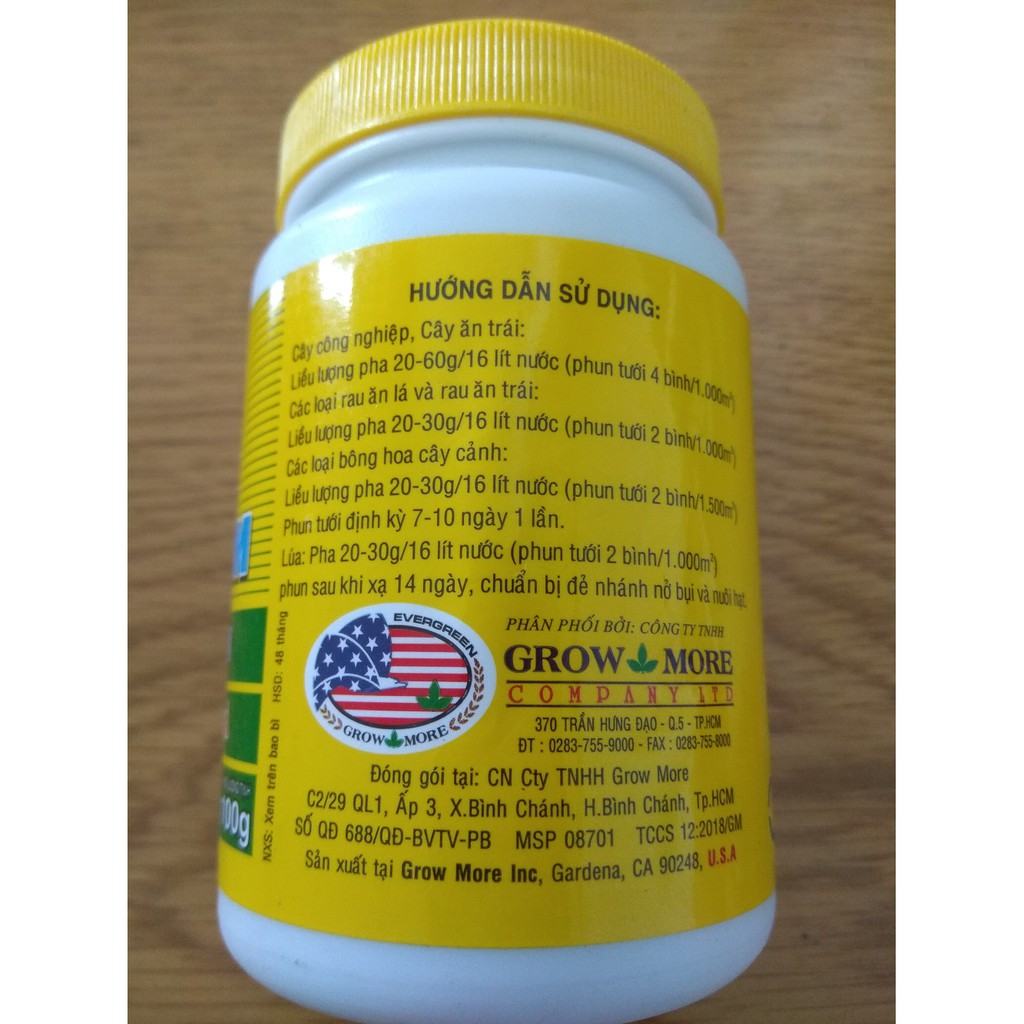 HƯỚNG DẪN SỬ DỤNG:
Cây công nghiệp, Cây ăn trái:
Liều lượng pha 20-60g/16 lít nước (phun tưới 4 bình/1.000m²)
Các loại rau ăn lá và rau ăn trái:
Liều lượng pha 20-30g/16 lít nước (phun tưới 2 bình/1.000m²)
Các loại bông hoa cây cảnh:
Liều lượng pha 20-30g/16 lít nước (phun tưới 2 bình/1.500m²)
Phun tưới định kỳ 7-10 ngày 1 lần.
Lúa: Pha 20-30g/16 lít nước (phun tưới 2 bình/1.000m²)
phun sau khi xạ 14 ngày, chuẩn bị đẻ nhánh nở bụi và nuôi hạt.
EVERGREEN
GROW MORE
PHÂN PHỐI BỞI: CÔNG TY TNHH
GROW MORE
COMPANY LTD
370 TRẦN HƯNG ĐẠO - Q.5 - TP.HCM
ĐT : 0283-755-9000 - FAX : 0283-755-8000
Đóng gói tại: CN Cty TNHH Grow More
C2/29 QL1, Ấp 3, X.Bình Chánh, H.Bình Chánh, Tp.HCM
SỐ QĐ 688/QĐ-BVTV-PB MSP 08701 TCCS 12:2018/GM
Sản xuất tại Grow More Inc, Gardena, CA 90248, U.S.A
NXS: Xem trên bao bì HSD: 48 tháng
100g